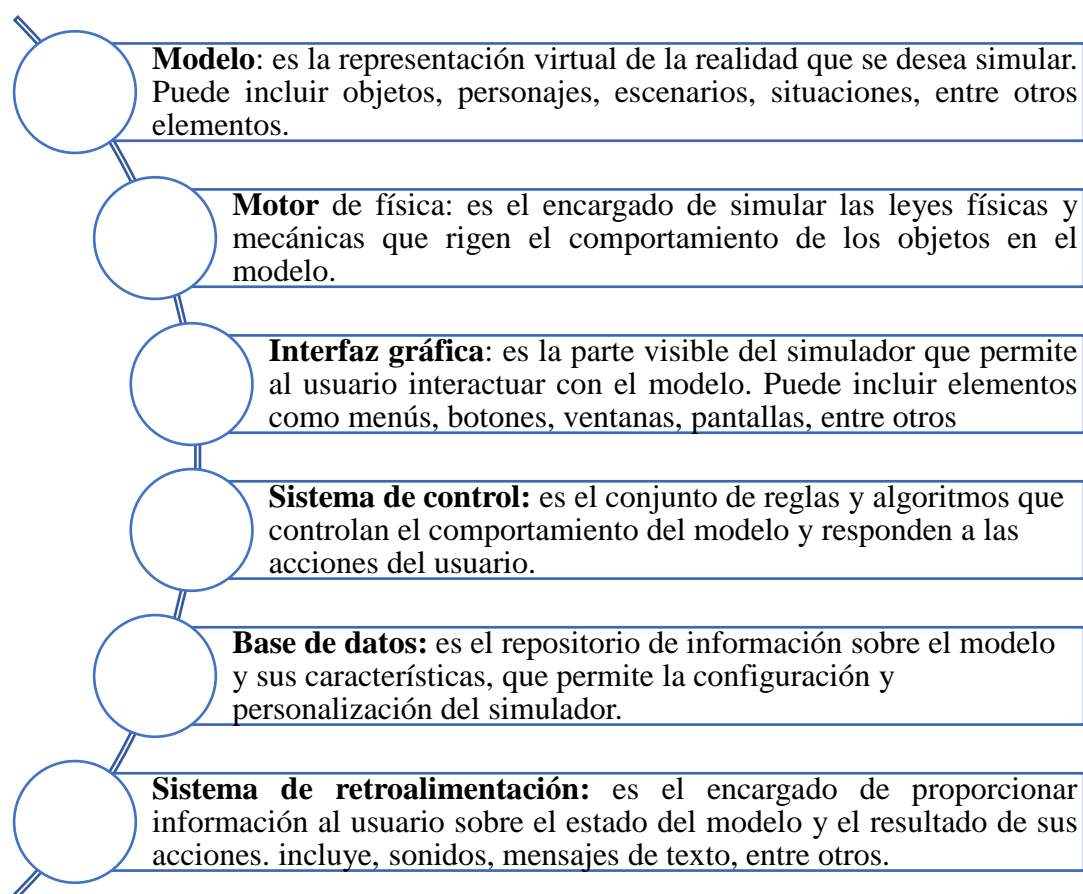 Modelo: es la representación virtual de la realidad que se desea simular.
Puede incluir objetos, personajes, escenarios, situaciones, entre otros
elementos.
Motor de física: es el encargado de simular las leyes físicas y
mecánicas que rigen el comportamiento de los objetos en el
modelo.
Interfaz gráfica: es la parte visible del simulador que permite
al usuario interactuar con el modelo. Puede incluir elementos
como menús, botones, ventanas, pantallas, entre otros
Sistema de control: es el conjunto de reglas y algoritmos que
controlan el comportamiento del modelo y responden a las
acciones del usuario.
Base de datos: es el repositorio de información sobre el modelo
y sus características, que permite la configuración y
personalización del simulador.
Sistema de retroalimentación: es el encargado de proporcionar
información al usuario sobre el estado del modelo y el resultado de sus
acciones. incluye, sonidos, mensajes de texto, entre otros.